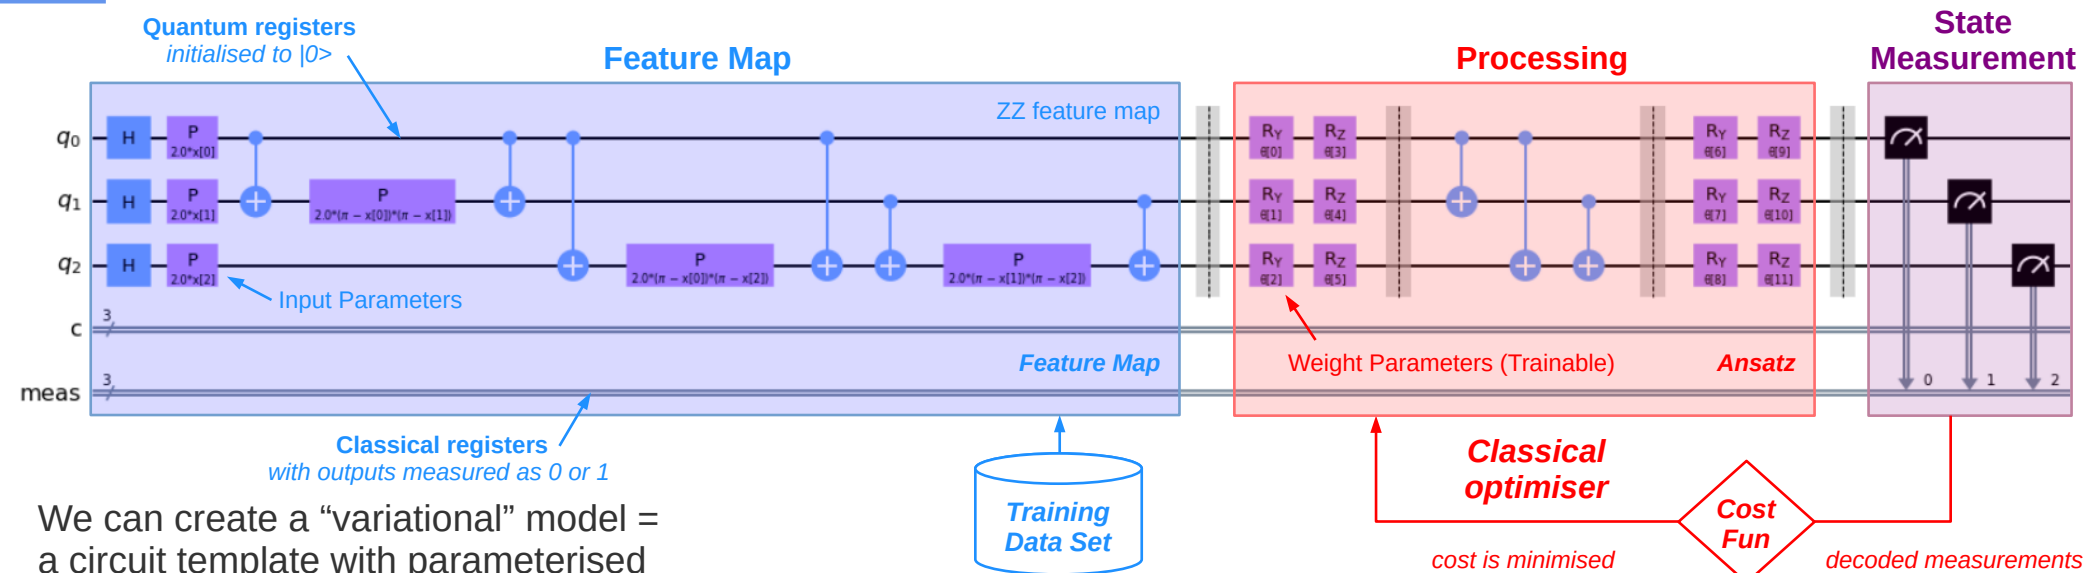 Quantum registers
initialised to |0>
Feature Map
Processing
State
Measurement
ZZ feature map
q0 H P 2.0*x[0] RY θ[0] RZ θ[3] RY θ[6] RZ θ[9]
q1 H P 2.0*x[1] P 2.0*(π − x[0])*(π − x[1]) RY θ[1] RZ θ[4] RY θ[7] RZ θ[10]
q2 H P 2.0*x[2] P 2.0*(π − x[0])*(π − x[2]) P 2.0*(π − x[1])*(π − x[2]) RY θ[2] RZ θ[5] RY θ[8] RZ θ[11]
Input Parameters
c 3
Feature Map
Weight Parameters (Trainable)
Ansatz
meas 3 0 1 2
Classical registers
with outputs measured as 0 or 1
Training
Data Set
Classical
optimiser
Cost
Fun
cost is minimised
decoded measurements
We can create a “variational” model =
a circuit template with parameterised